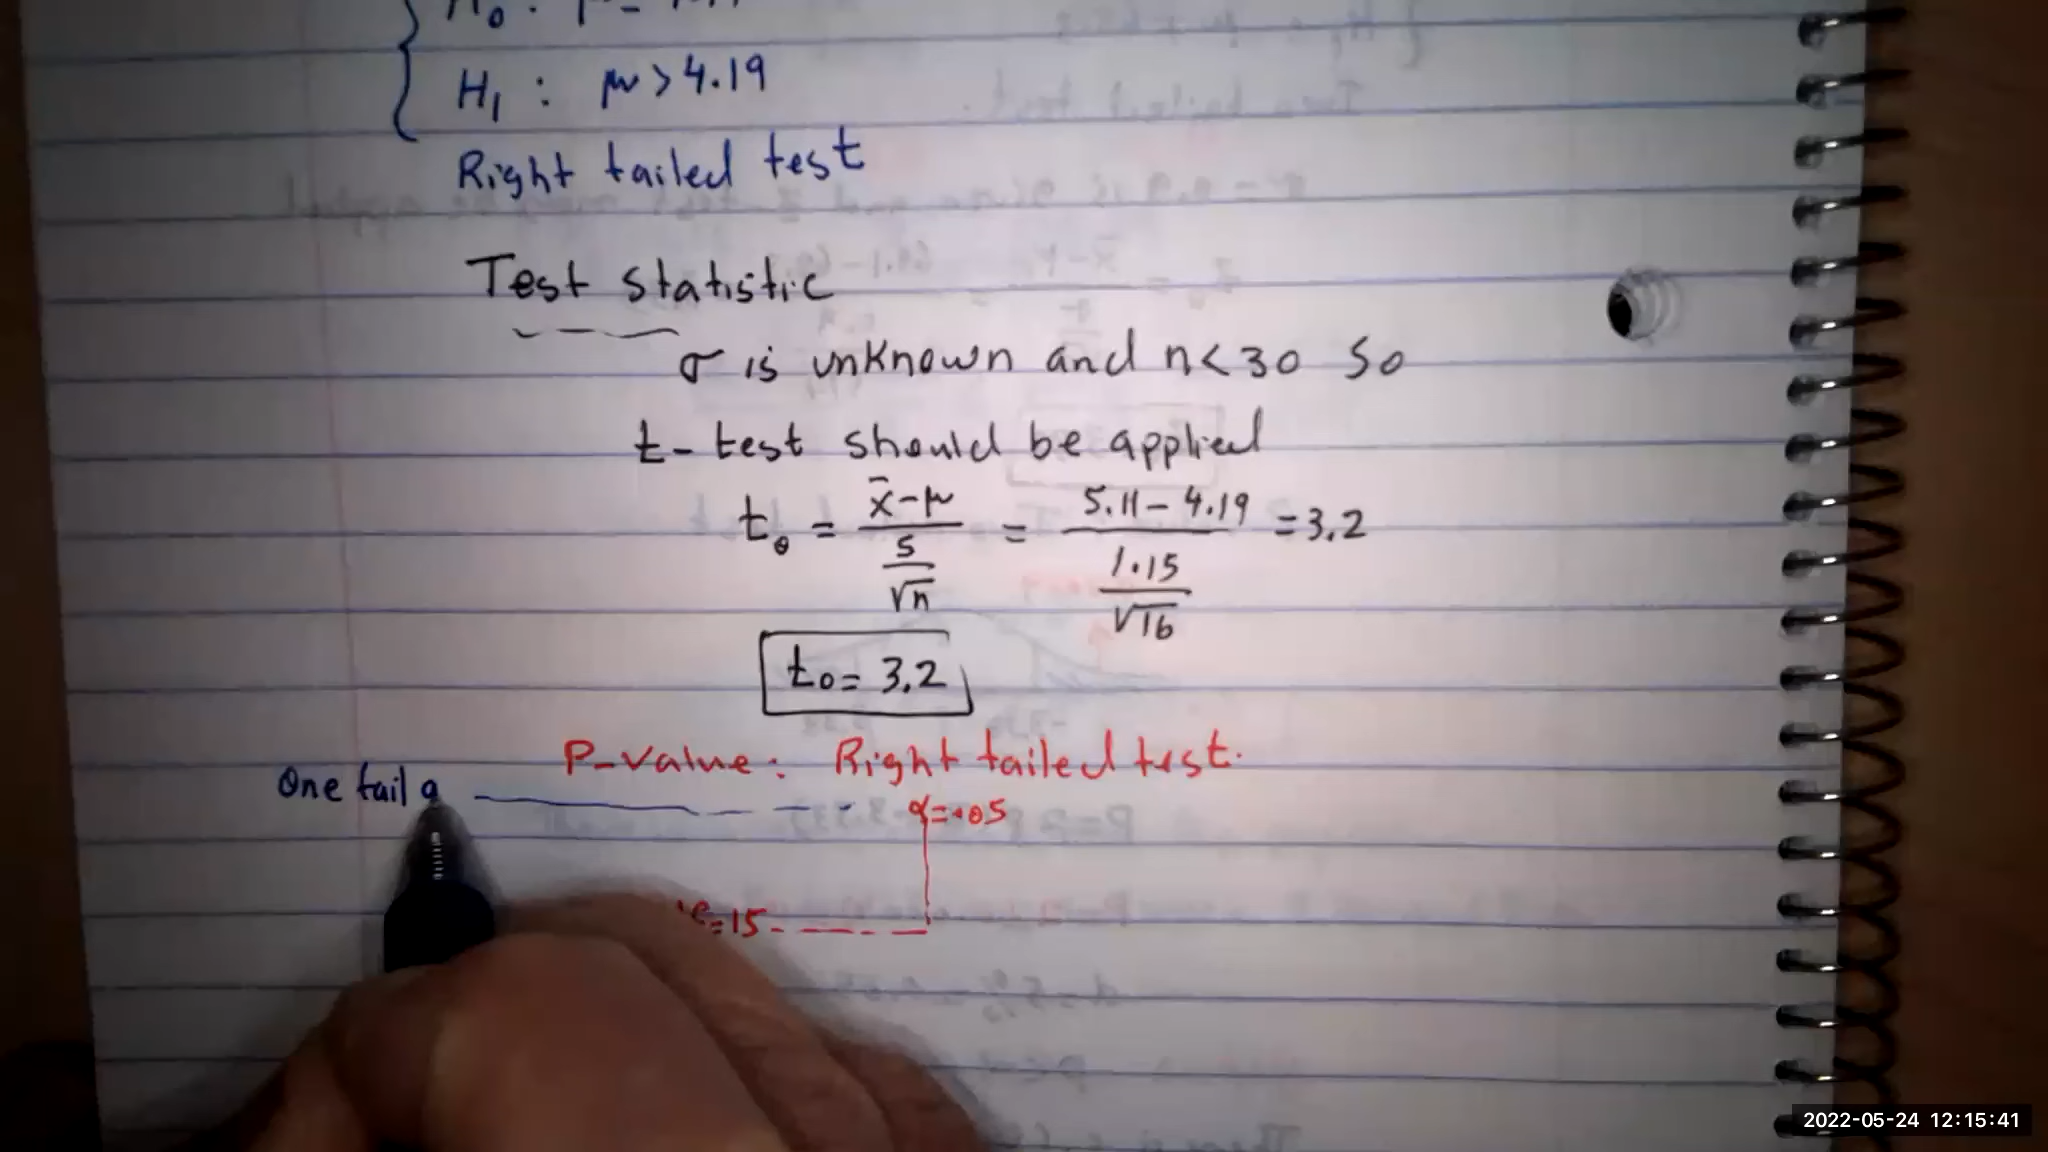 H₀ :
H₁ : μ > 4.19
Right tailed test
Test statistic
σ is unknown and n < 30 So
t - test should be applied
t₀ = (x̄ - μ) / (s / √n) = (5.11 - 4.19) / (1.15 / √16) = 3.2
t₀ = 3.2
P-value: Right tailed test.
One tail
α = .05
= 15
2022-05-24 12:15:41